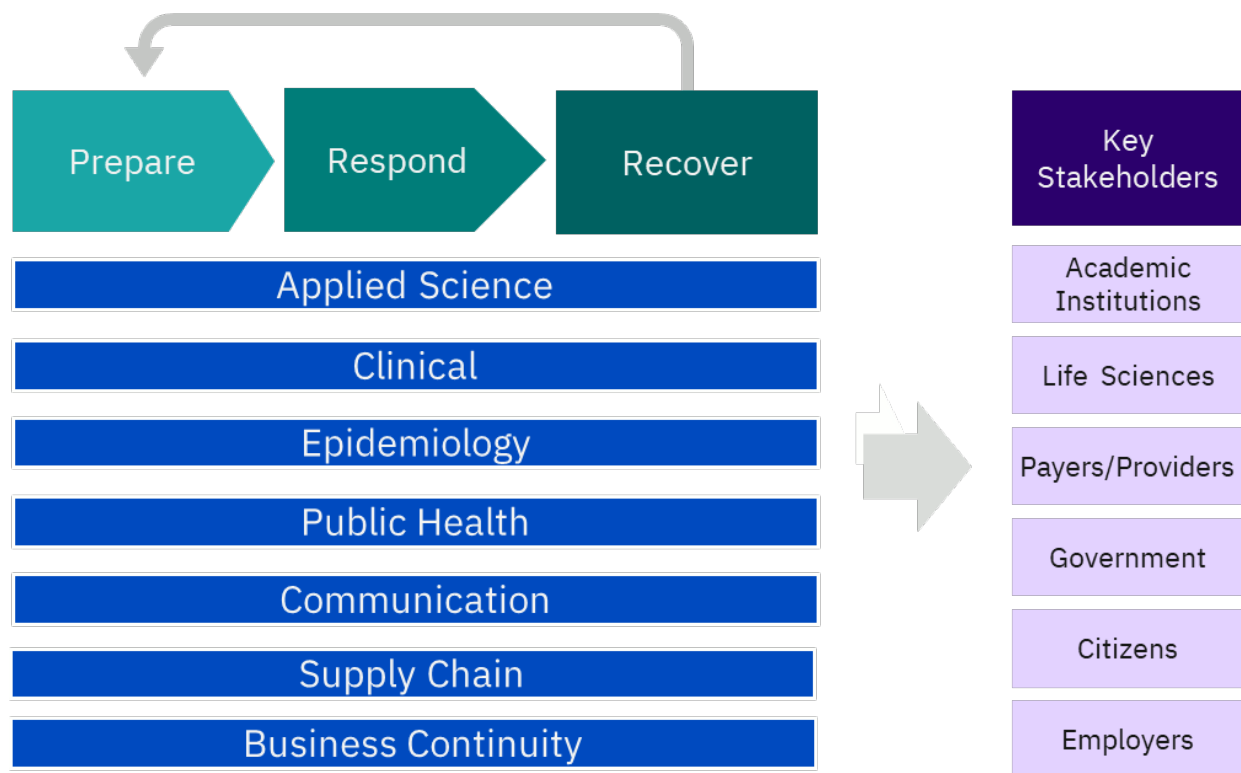 Prepare
Respond
Recover
Applied Science
Clinical
Epidemiology
Public Health
Communication
Supply Chain
Business Continuity
Key
Stakeholders
Academic
Institutions
Life Sciences
Payers/Providers
Government
Citizens
Employers